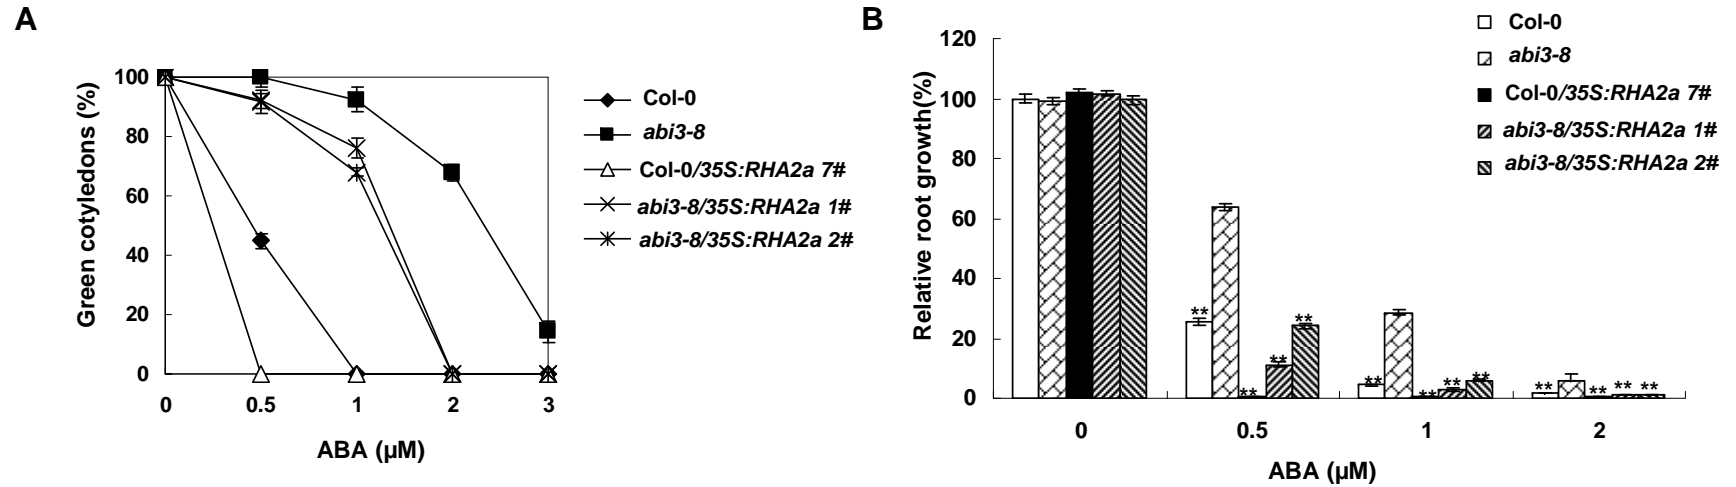 A
Green cotyledons (%)
100
80
60
40
20
0
0 0.5 1 2 3
ABA (µM)
Col-0
abi3-8
Col-0/35S:RHA2a 7#
abi3-8/35S:RHA2a 1#
abi3-8/35S:RHA2a 2#
B
Relative root growth(%)
120
100
80
60
40
20
0
** ** ** **
** ** ** **
** ** ** **
0 0.5 1 2
ABA (µM)
Col-0
abi3-8
Col-0/35S:RHA2a 7#
abi3-8/35S:RHA2a 1#
abi3-8/35S:RHA2a 2#